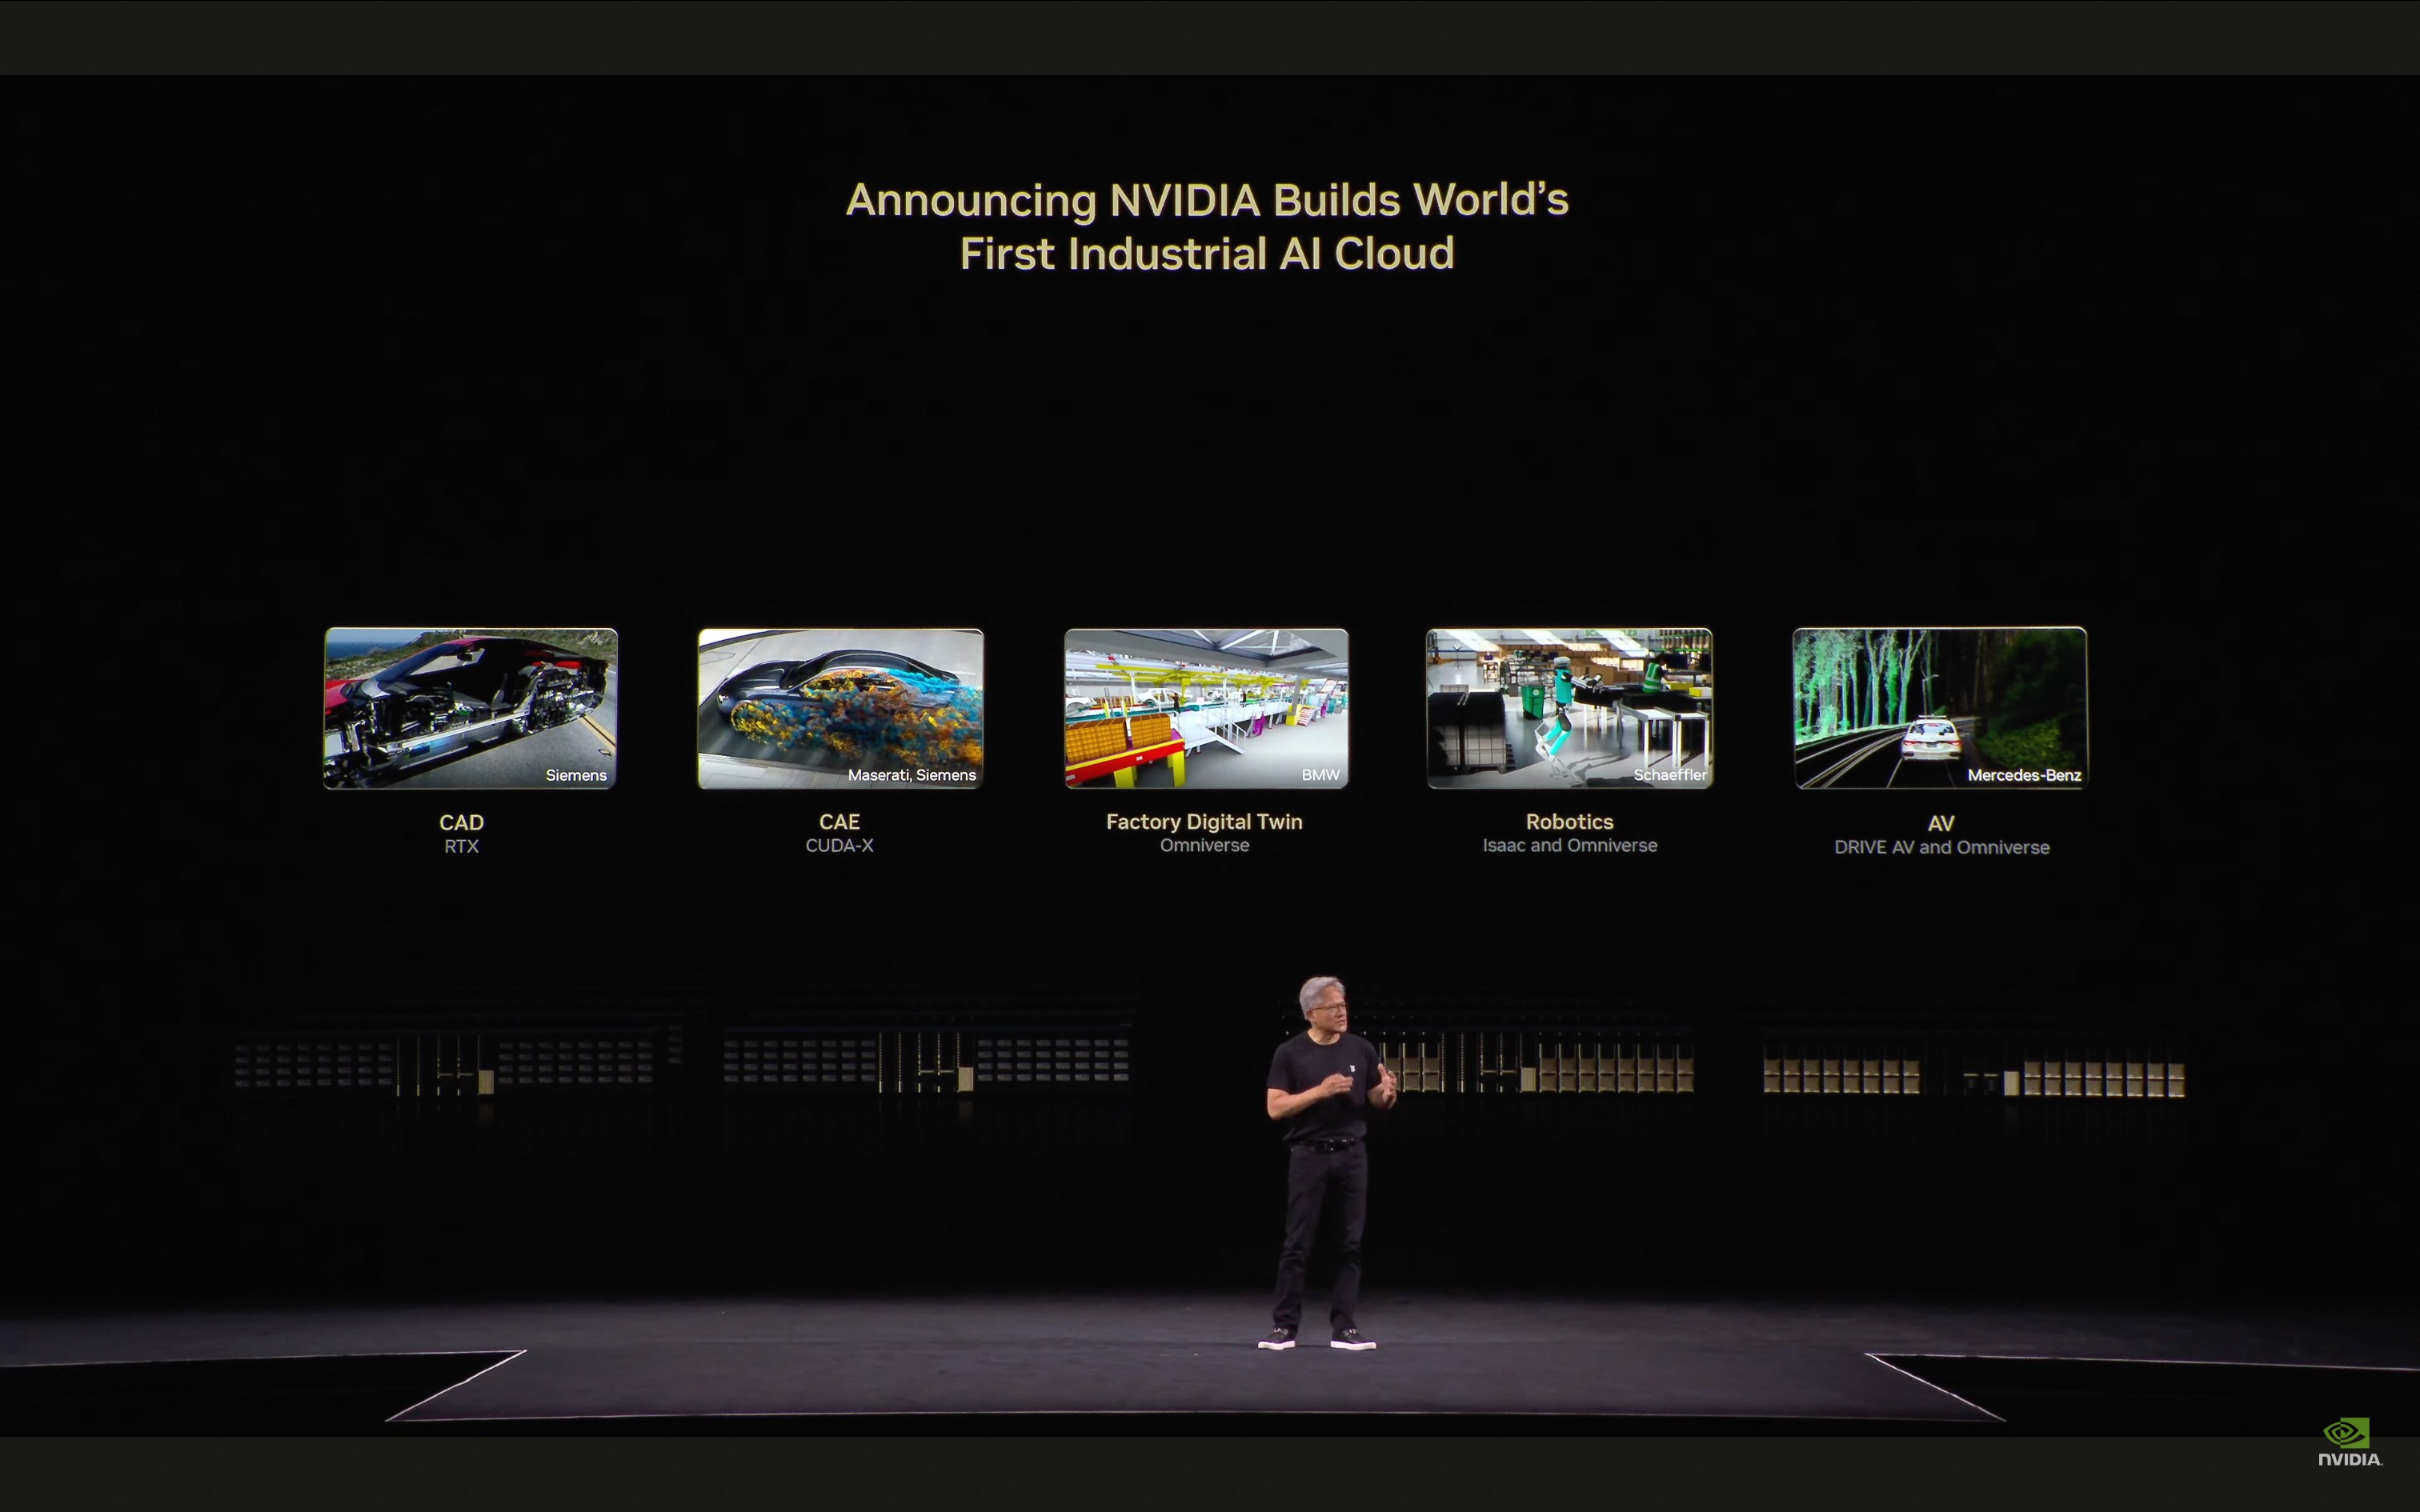 Announcing NVIDIA Builds World's
First Industrial AI Cloud
Siemens
Maserati, Siemens
BMW
Schaeffler
Mercedes-Benz
CAD
RTX
CAE
CUDA-X
Factory Digital Twin
Omniverse
Robotics
Isaac and Omniverse
AV
DRIVE AV and Omniverse
NVIDIA